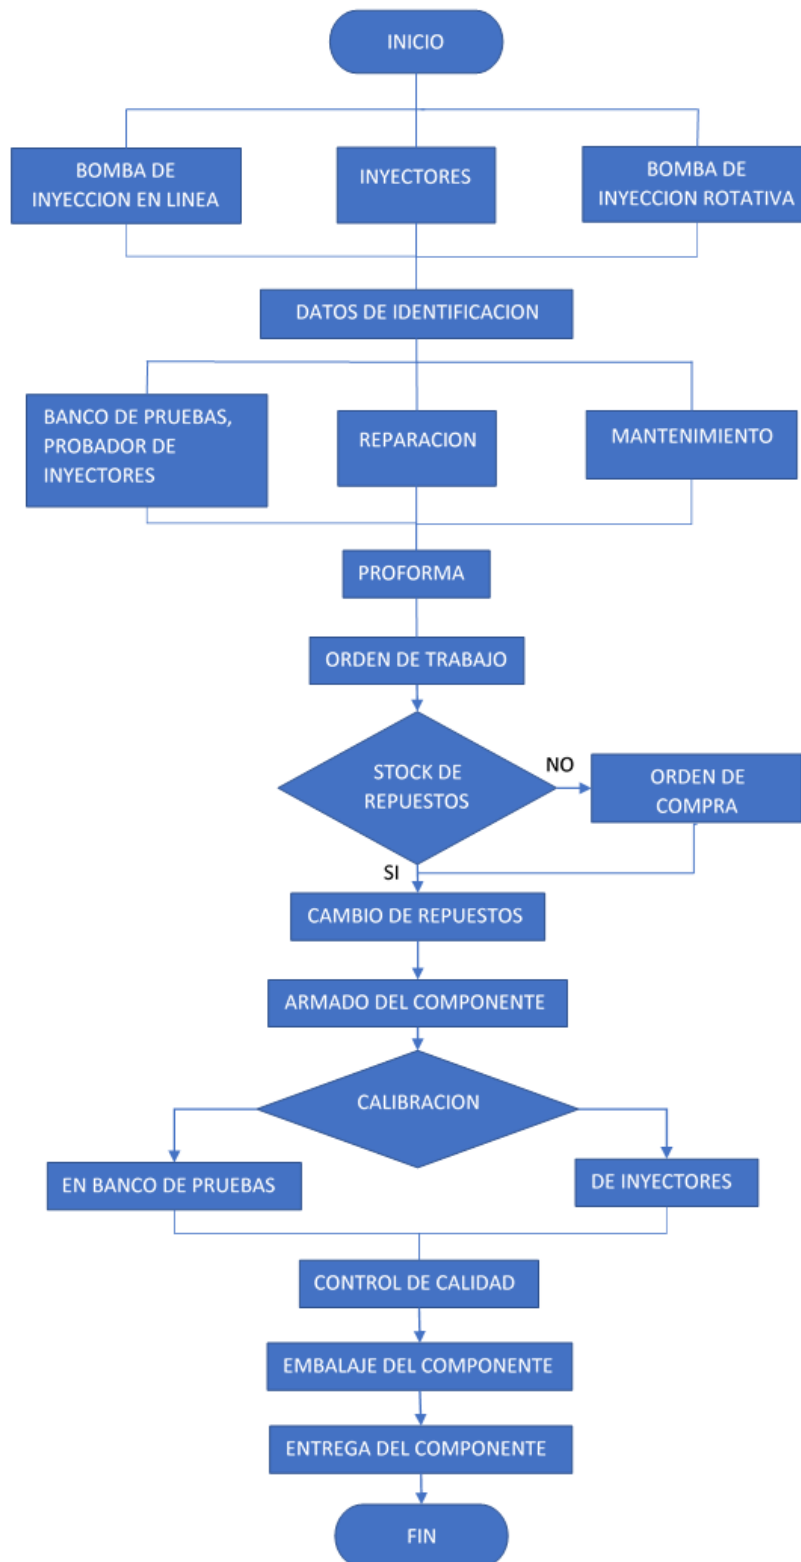 INICIO
BOMBA DE
INYECCION EN LINEA
INYECTORES
BOMBA DE
INYECCION ROTATIVA
DATOS DE IDENTIFICACION
BANCO DE PRUEBAS,
PROBADOR DE
INYECTORES
REPARACION
MANTENIMIENTO
PROFORMA
ORDEN DE TRABAJO
STOCK DE
REPUESTOS
NO
ORDEN DE
COMPRA
SI
CAMBIO DE REPUESTOS
ARMADO DEL COMPONENTE
CALIBRACION
EN BANCO DE PRUEBAS
DE INYECTORES
CONTROL DE CALIDAD
EMBALAJE DEL COMPONENTE
ENTREGA DEL COMPONENTE
FIN